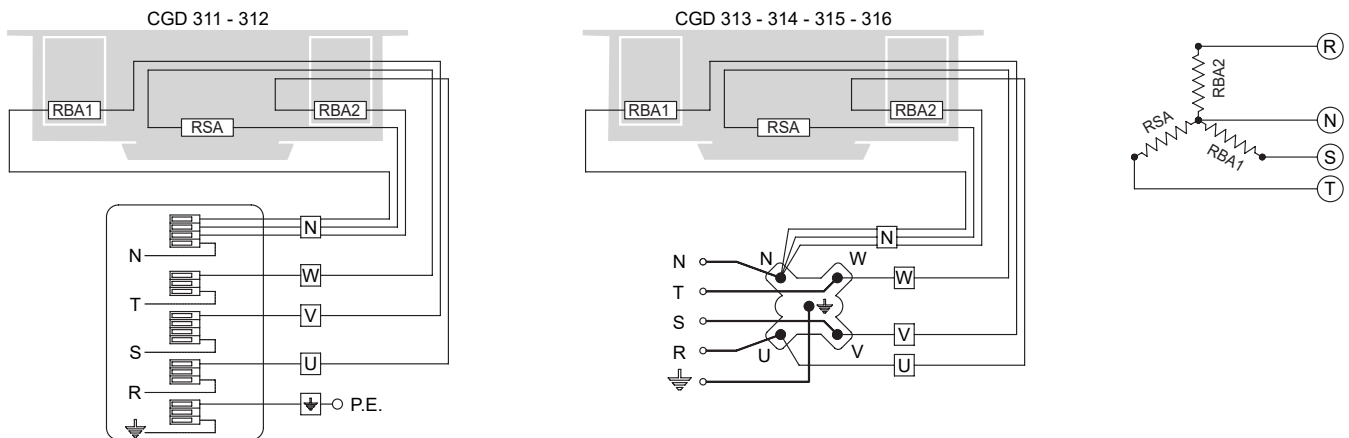 CGD 311 - 312
RBA1
RSA
RBA2
N
N
W
T
V
S
U
R
P.E.
CGD 313 - 314 - 315 - 316
RBA1
RSA
RBA2
N
N
N
W
W
T
S
V
V
R
U
U
R
RBA2
RSA
RBA1
N
S
T